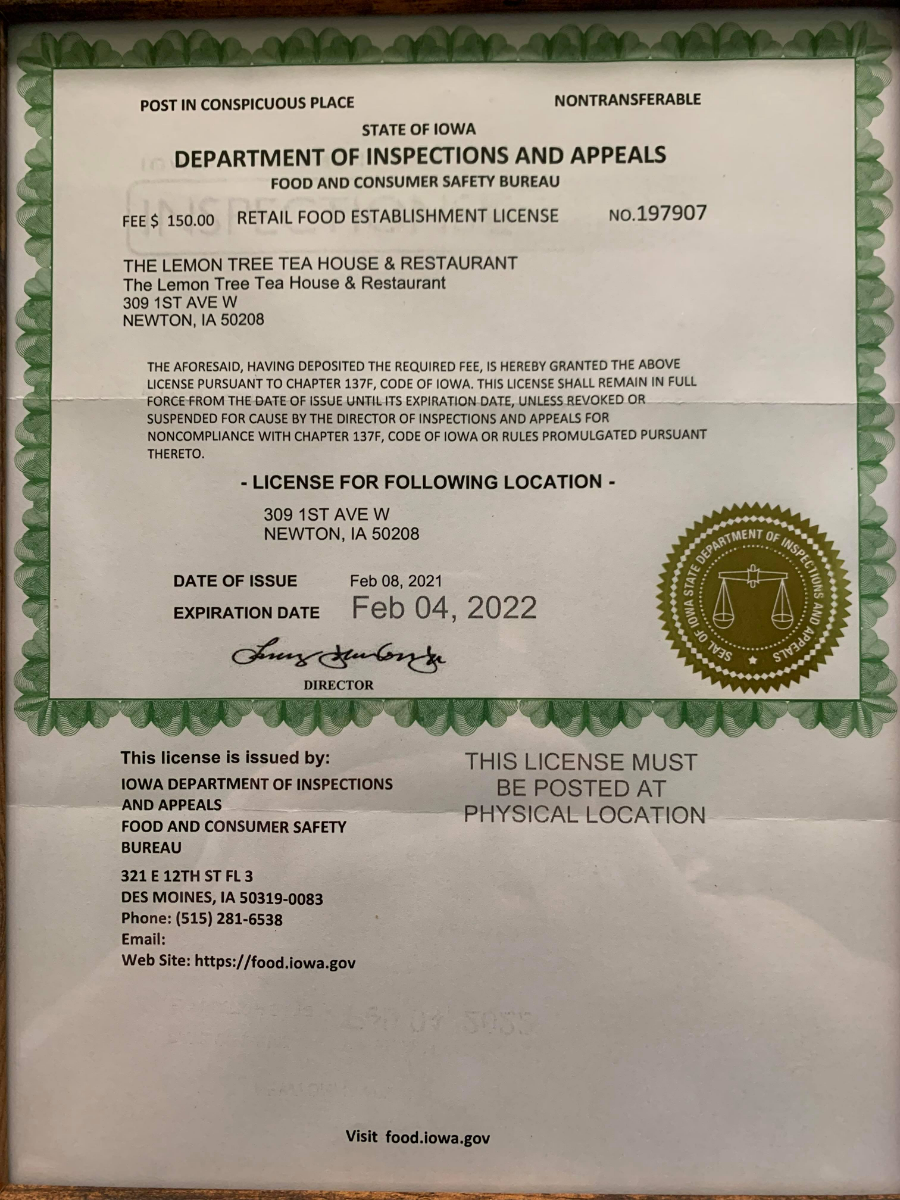 POST IN CONSPICUOUS PLACE
NONTRANSFERABLE
STATE OF IOWA
DEPARTMENT OF INSPECTIONS AND APPEALS
FOOD AND CONSUMER SAFETY BUREAU
FEE $ 150.00 RETAIL FOOD ESTABLISHMENT LICENSE NO.197907
THE LEMON TREE TEA HOUSE & RESTAURANT
The Lemon Tree Tea House & Restaurant
309 1ST AVE W
NEWTON, IA 50208
THE AFORESAID, HAVING DEPOSITED THE REQUIRED FEE, IS HEREBY GRANTED THE ABOVE
LICENSE PURSUANT TO CHAPTER 137F, CODE OF IOWA. THIS LICENSE SHALL REMAIN IN FULL
FORCE FROM THE DATE OF ISSUE UNTIL ITS EXPIRATION DATE, UNLESS REVOKED OR
SUSPENDED FOR CAUSE BY THE DIRECTOR OF INSPECTIONS AND APPEALS FOR
NONCOMPLIANCE WITH CHAPTER 137F, CODE OF IOWA OR RULES PROMULGATED PURSUANT
THERETO.
- LICENSE FOR FOLLOWING LOCATION -
309 1ST AVE W
NEWTON, IA 50208
DATE OF ISSUE Feb 08, 2021
EXPIRATION DATE Feb 04, 2022
DIRECTOR
SEAL OF IOWA STATE DEPARTMENT OF INSPECTIONS AND APPEALS
This license is issued by:
IOWA DEPARTMENT OF INSPECTIONS
AND APPEALS
FOOD AND CONSUMER SAFETY
BUREAU
321 E 12TH ST FL 3
DES MOINES, IA 50319-0083
Phone: (515) 281-6538
Email:
Web Site: https://food.iowa.gov
THIS LICENSE MUST
BE POSTED AT
PHYSICAL LOCATION
Visit food.iowa.gov